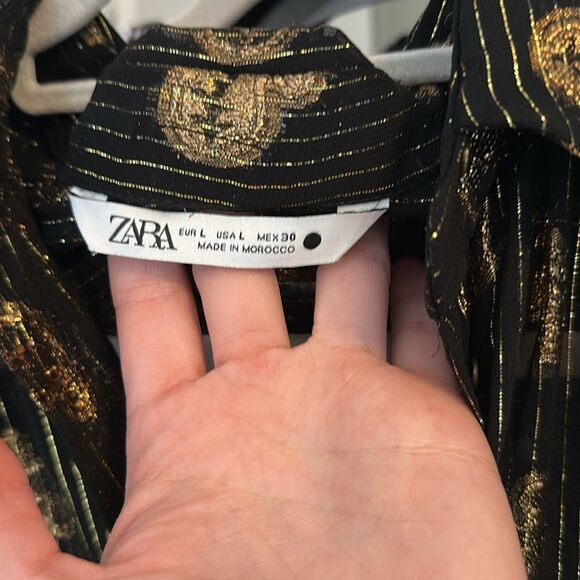 ZARA EUR L USA L MEX 30
MADE IN MOROCCO